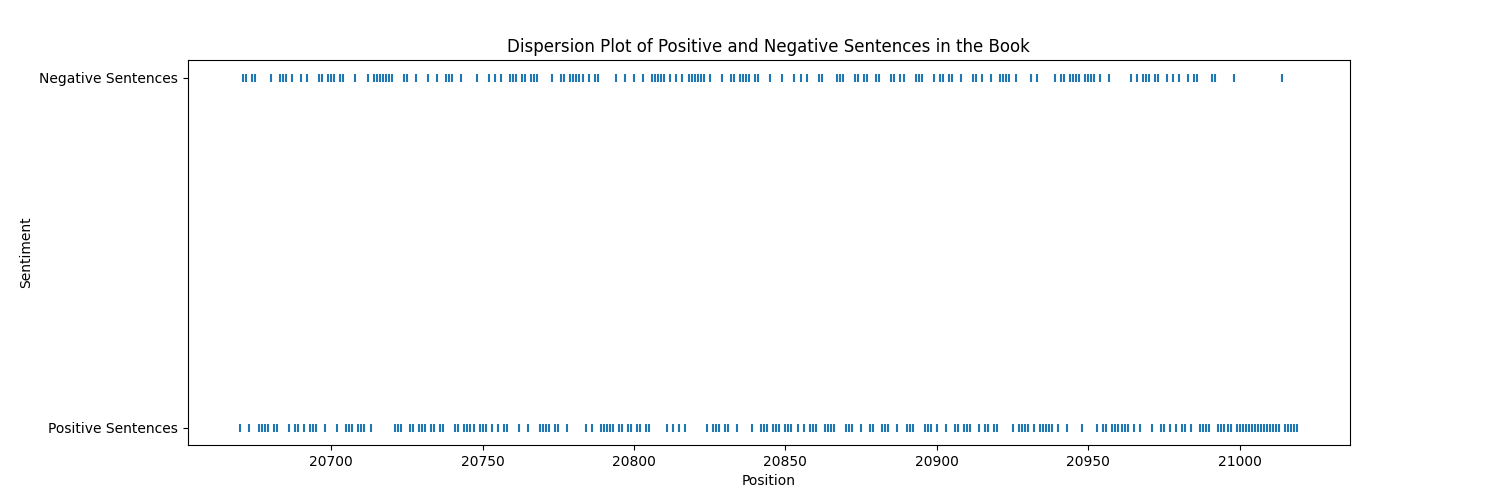 Dispersion Plot of Positive and Negative Sentences in the Book
Negative Sentences
Sentiment
Positive Sentences
20700 20750 20800 20850 20900 20950 21000
Position